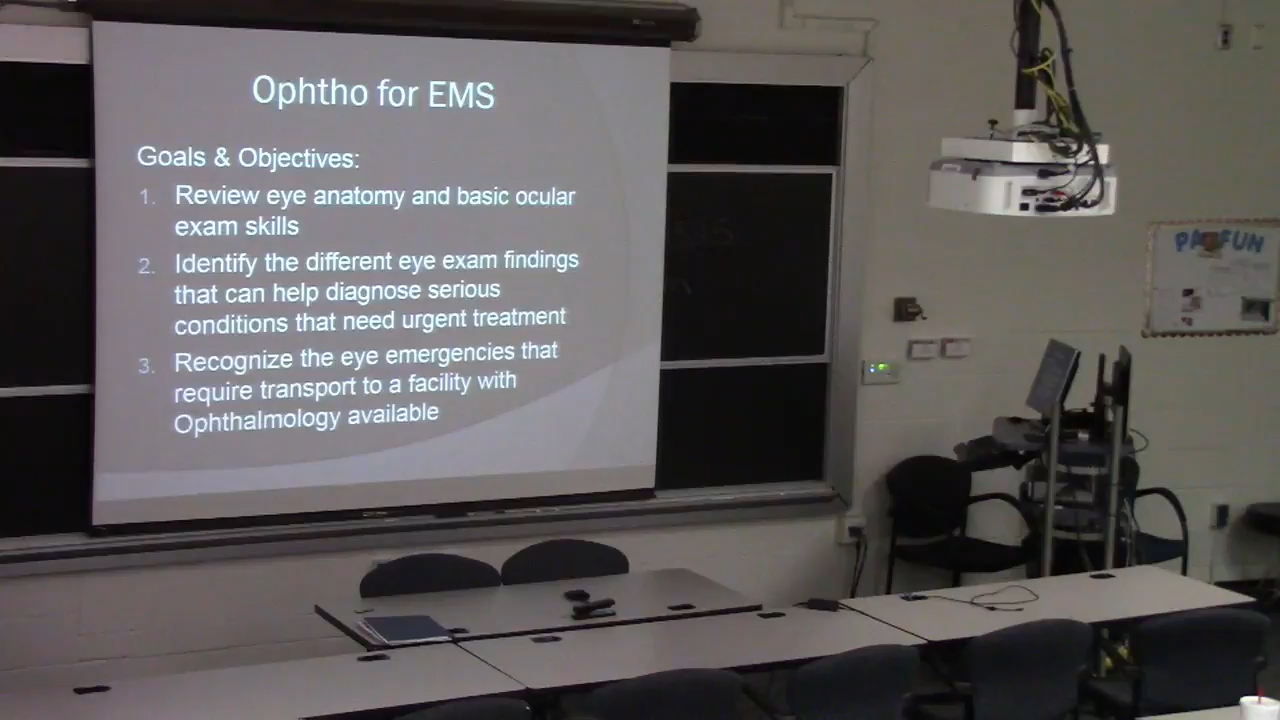 Ophtho for EMS
Goals & Objectives:
1. Review eye anatomy and basic ocular
exam skills
2. Identify the different eye exam findings
that can help diagnose serious
conditions that need urgent treatment
3. Recognize the eye emergencies that
require transport to a facility with
Ophthalmology available
FUN